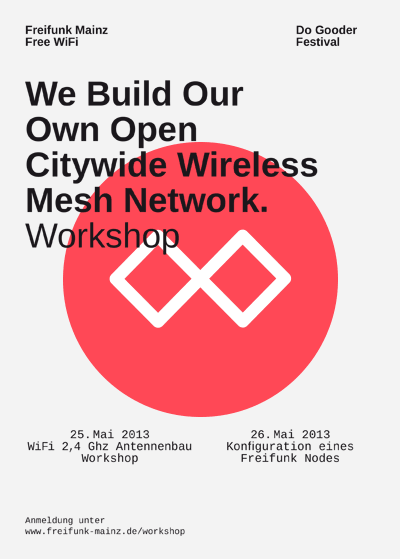 Freifunk Mainz
Free WiFi
Do Gooder
Festival
We Build Our
Own Open
Citywide Wireless
Mesh Network.
Workshop
25. Mai 2013
WiFi 2,4 Ghz Antennenbau
Workshop
26. Mai 2013
Konfiguration eines
Freifunk Nodes
Anmeldung unter
www.freifunk-mainz.de/workshop